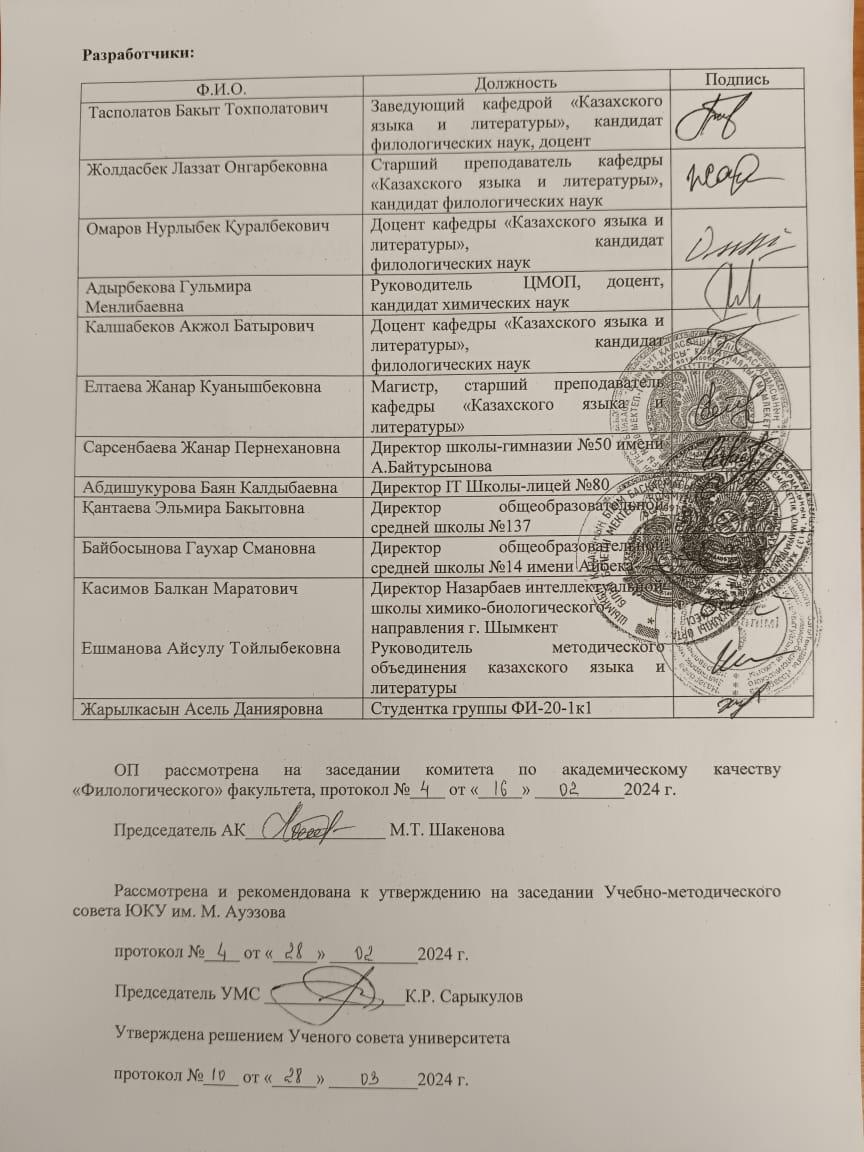 Разработчики:
Ф.И.О. Должность Подпись
Тасполатов Бакыт Тохполатович Заведующий кафедрой «Казахского
языка и литературы», кандидат
филологических наук, доцент
Жолдасбек Лаззат Онгарбековна Старший преподаватель кафедры
«Казахского языка и литературы»,
кандидат филологических наук
Омаров Нурлыбек Қуралбекович Доцент кафедры «Казахского языка и
литературы», кандидат
филологических наук
Адырбекова Гульмира Руководитель ЦМОП, доцент,
Менлибаевна кандидат химических наук
Калшабеков Акжол Батырович Доцент кафедры «Казахского языка и
литературы», кандидат
филологических наук
Елтаева Жанар Куанышбековна Магистр, старший преподаватель
кафедры «Казахского языка и
литературы»
Сарсенбаева Жанар Пернехановна Директор школы-гимназии №50 имени
А.Байтурсынова
Абдишукурова Баян Калдыбаевна Директор IT Школы-лицей №80
Қантаева Эльмира Бакытовна Директор общеобразовательной
средней школы №137
Байбосынова Гаухар Смановна Директор общеобразовательной
средней школы №14 имени Айбека
Касимов Балкан Маратович Директор Назарбаев интеллектуальной
школы химико-биологического
направления г. Шымкент
Ешманова Айсулу Тойлыбековна Руководитель методического
объединения казахского языка и
литературы
Жарылкасын Асель Данияровна Студентка группы ФИ-20-1к1
ОП рассмотрена на заседании комитета по академическому качеству
«Филологического» факультета, протокол № 4 от «16» 02 2024 г.
Председатель АК М.Т. Шакенова
Рассмотрена и рекомендована к утверждению на заседании Учебно-методического
совета ЮКУ им. М. Ауэзова
протокол № 4 от «28» 02 2024 г.
Председатель УМС К.Р. Сарыкулов
Утверждена решением Ученого совета университета
протокол № 10 от «28» 03 2024 г.